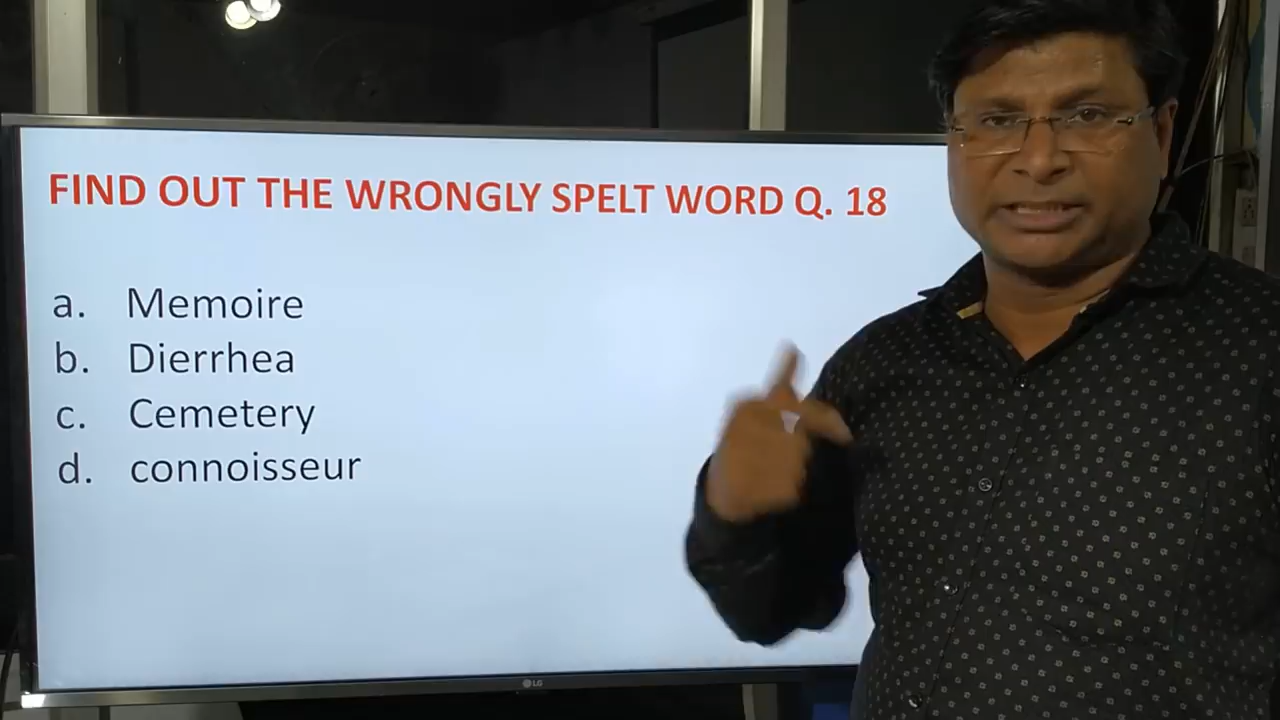 FIND OUT THE WRONGLY SPELT WORD Q. 18
a. Memoire
b. Dierrhea
c. Cemetery
d. connoisseur
LG